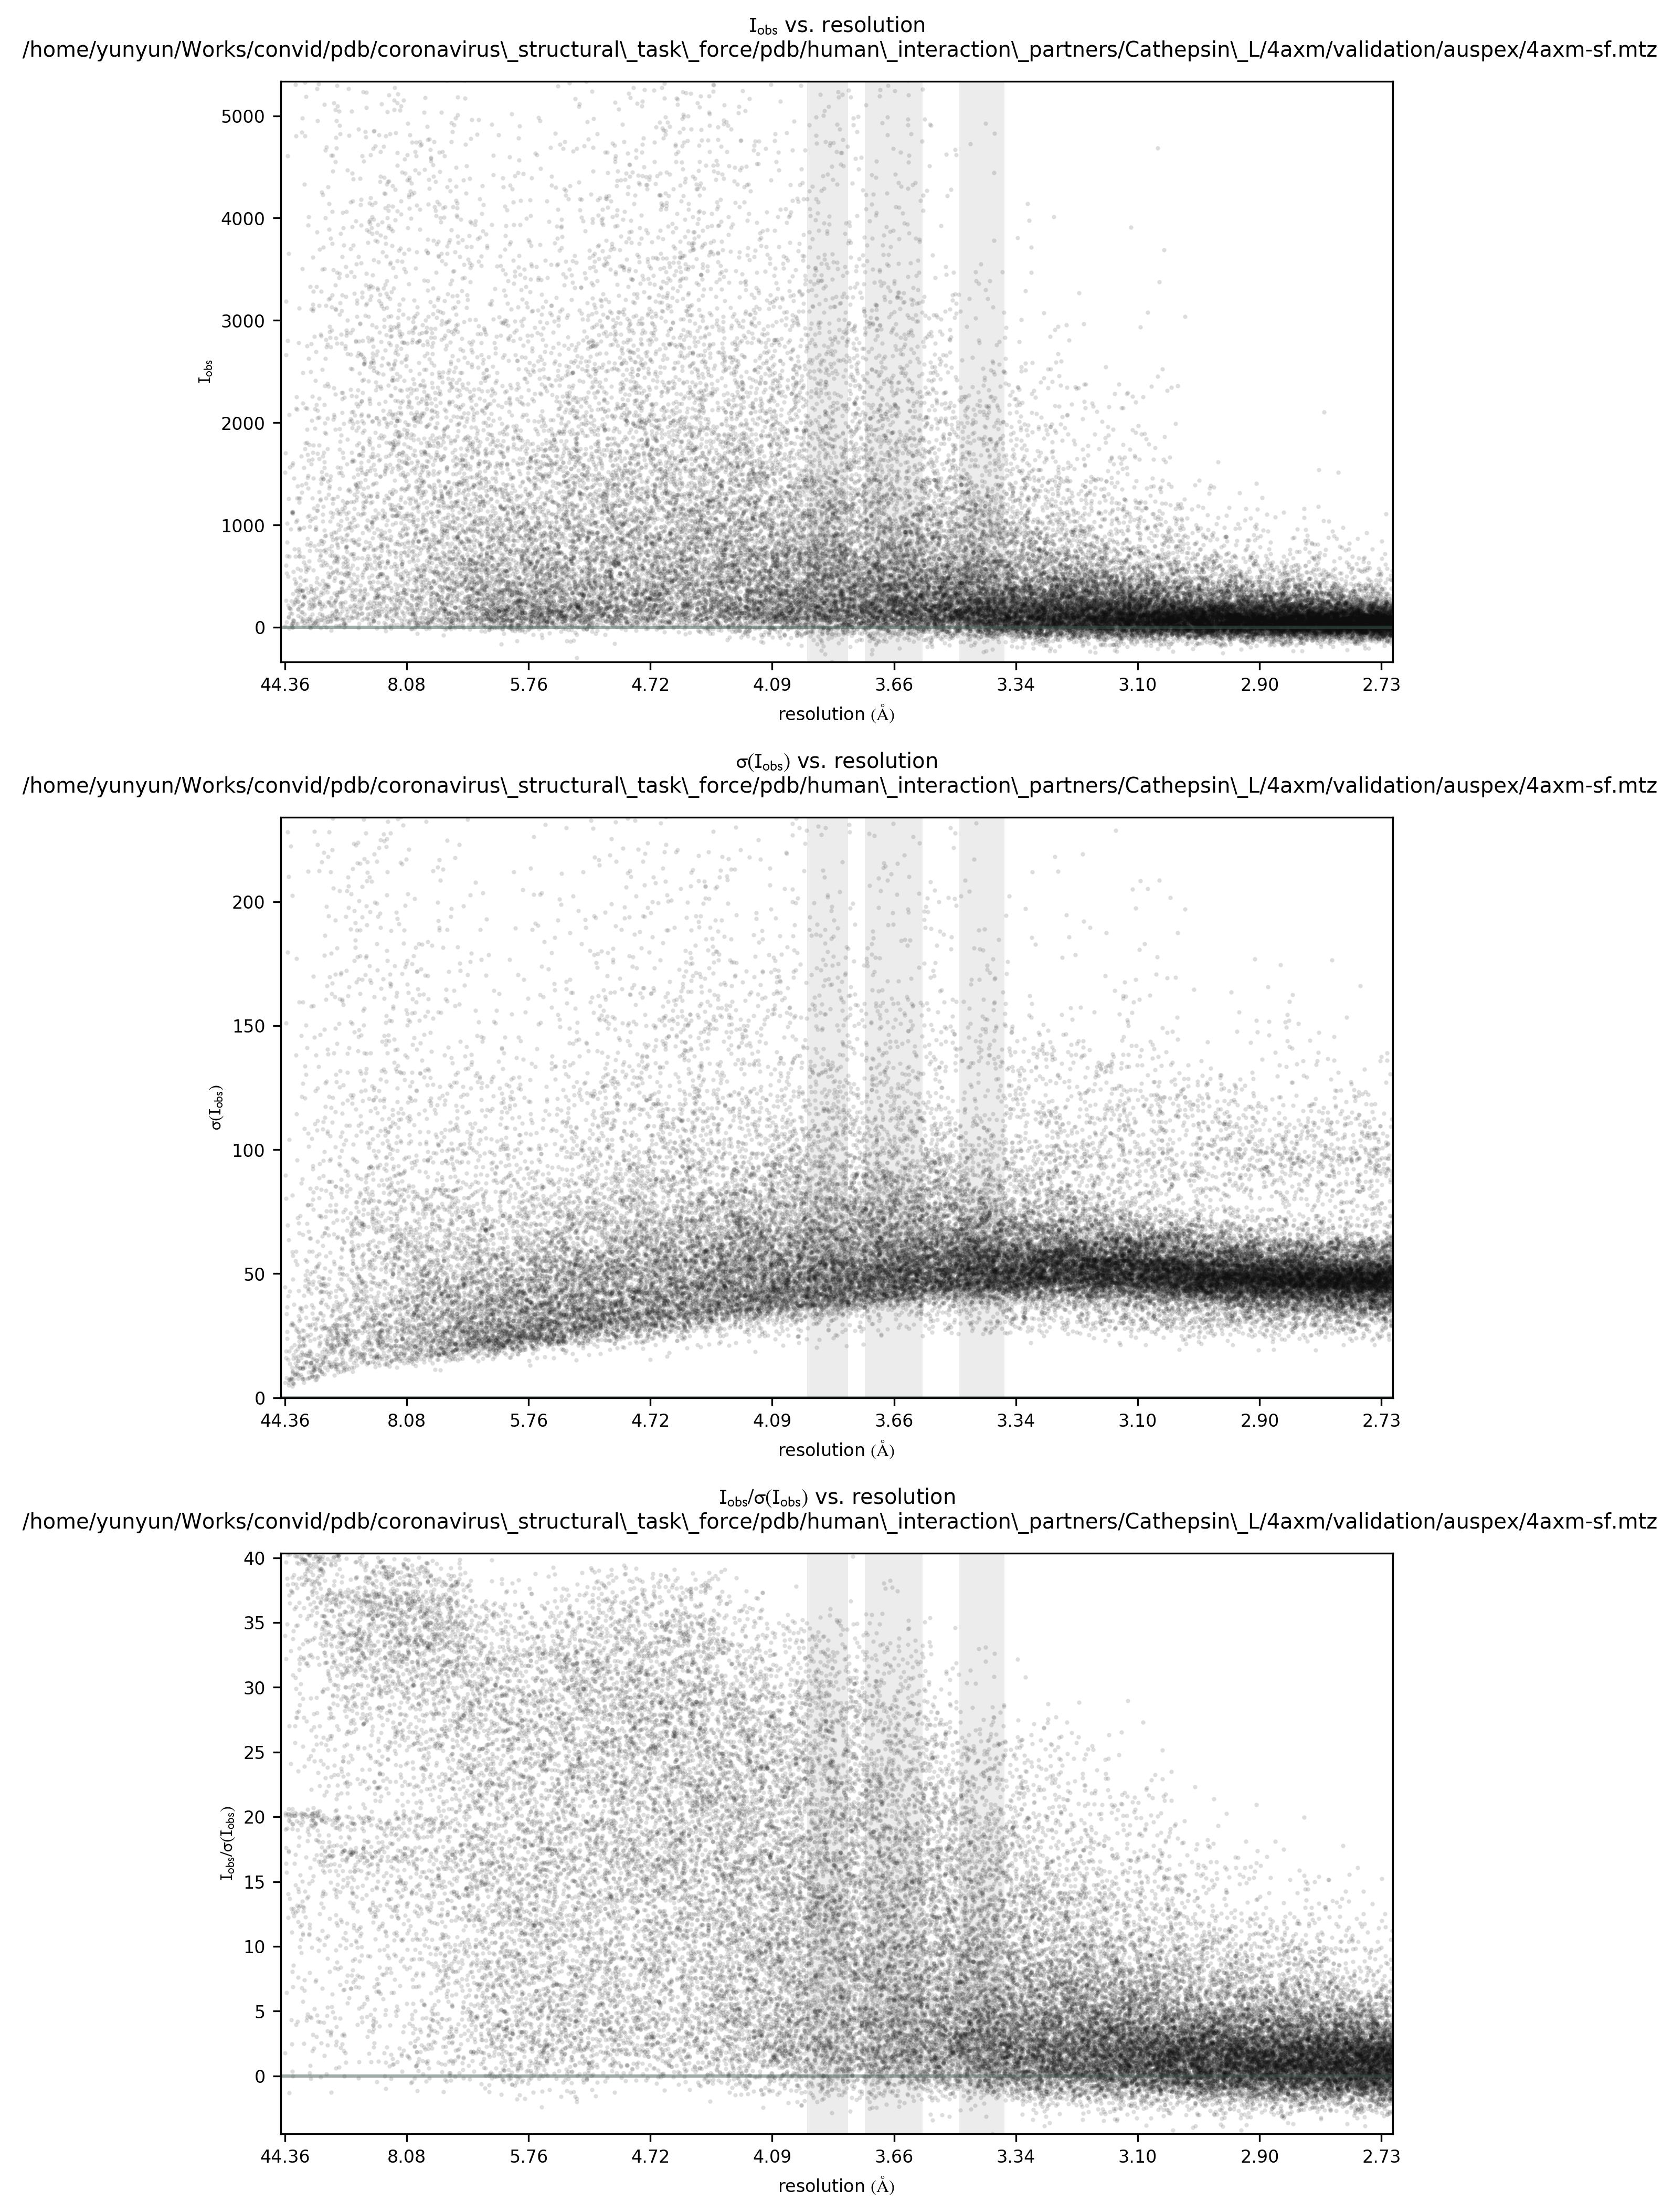 I_obs vs. resolution
/home/yunyun/Works/convid/pdb/coronavirus\_structural\_task\_force/pdb/human\_interaction\_partners/Cathepsin\_L/4axm/validation/auspex/4axm-sf.mtz
5000
4000
3000
2000
1000
0
I_obs
44.36 8.08 5.76 4.72 4.09 3.66 3.34 3.10 2.90 2.73
resolution (Å)
σ(I_obs) vs. resolution
/home/yunyun/Works/convid/pdb/coronavirus\_structural\_task\_force/pdb/human\_interaction\_partners/Cathepsin\_L/4axm/validation/auspex/4axm-sf.mtz
200
150
100
50
0
σ(I_obs)
44.36 8.08 5.76 4.72 4.09 3.66 3.34 3.10 2.90 2.73
resolution (Å)
I_obs/σ(I_obs) vs. resolution
/home/yunyun/Works/convid/pdb/coronavirus\_structural\_task\_force/pdb/human\_interaction\_partners/Cathepsin\_L/4axm/validation/auspex/4axm-sf.mtz
40
35
30
25
20
15
10
5
0
I_obs/σ(I_obs)
44.36 8.08 5.76 4.72 4.09 3.66 3.34 3.10 2.90 2.73
resolution (Å)